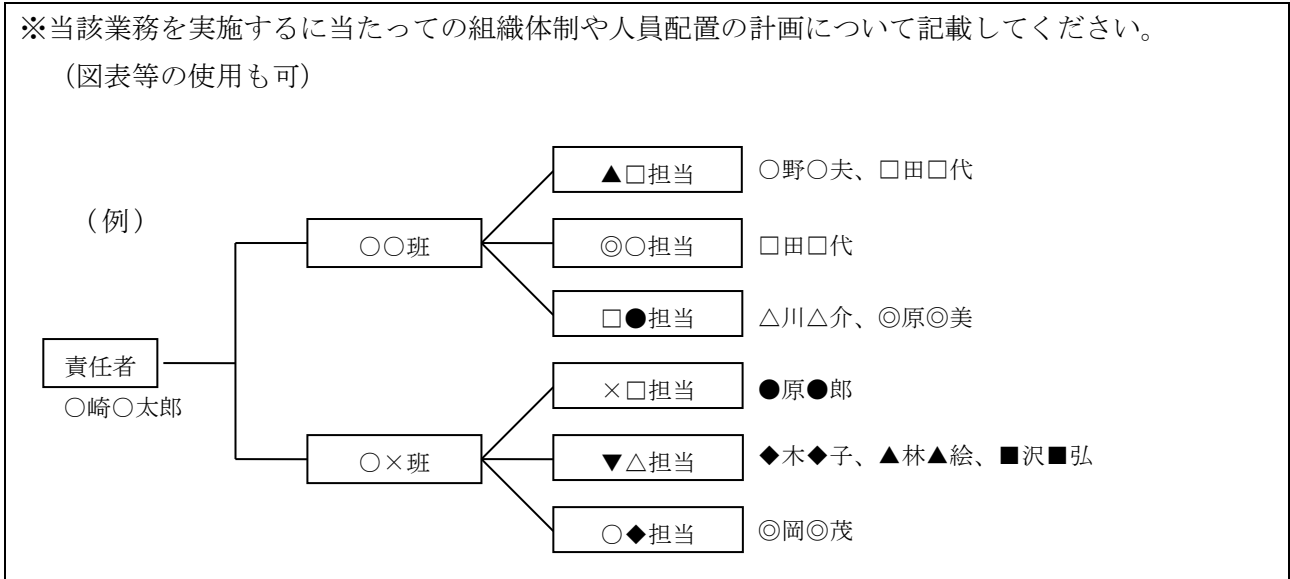 ※当該業務を実施するに当たっての組織体制や人員配置の計画について記載してください。
（図表等の使用も可）
▲□担当
○野○夫、□田□代
（例）
○○班
◎○担当
□田□代
□●担当
△川△介、◎原◎美
責任者
○崎○太郎
×□担当
●原●郎
○×班
▼△担当
◆木◆子、▲林▲絵、■沢■弘
○◆担当
◎岡◎茂